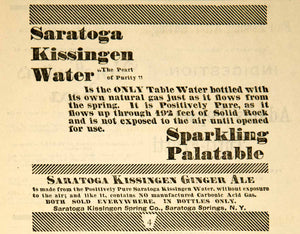 Saratoga
Kissingen
Water „The Pearl
of Purity"
Is the ONLY Table Water bottled with
its own natural gas just as it flows from
the spring. It is Positively Pure, as it
flows up through 192 feet of Solid Rock
and is not exposed to the air until opened
for use.
Sparkling
Palatable
SARATOGA KISSINGEN GINGER ALE
Is made from the Positively Pure Saratoga Kissingen Water, without exposure
to the air; and like it, contains NO manufactured Carbonic Acid Gas.
BOTH SOLD EVERYWHERE, IN BOTTLES ONLY.
Saratoga Kissingen Spring Co., Saratoga Springs, N. Y.
4